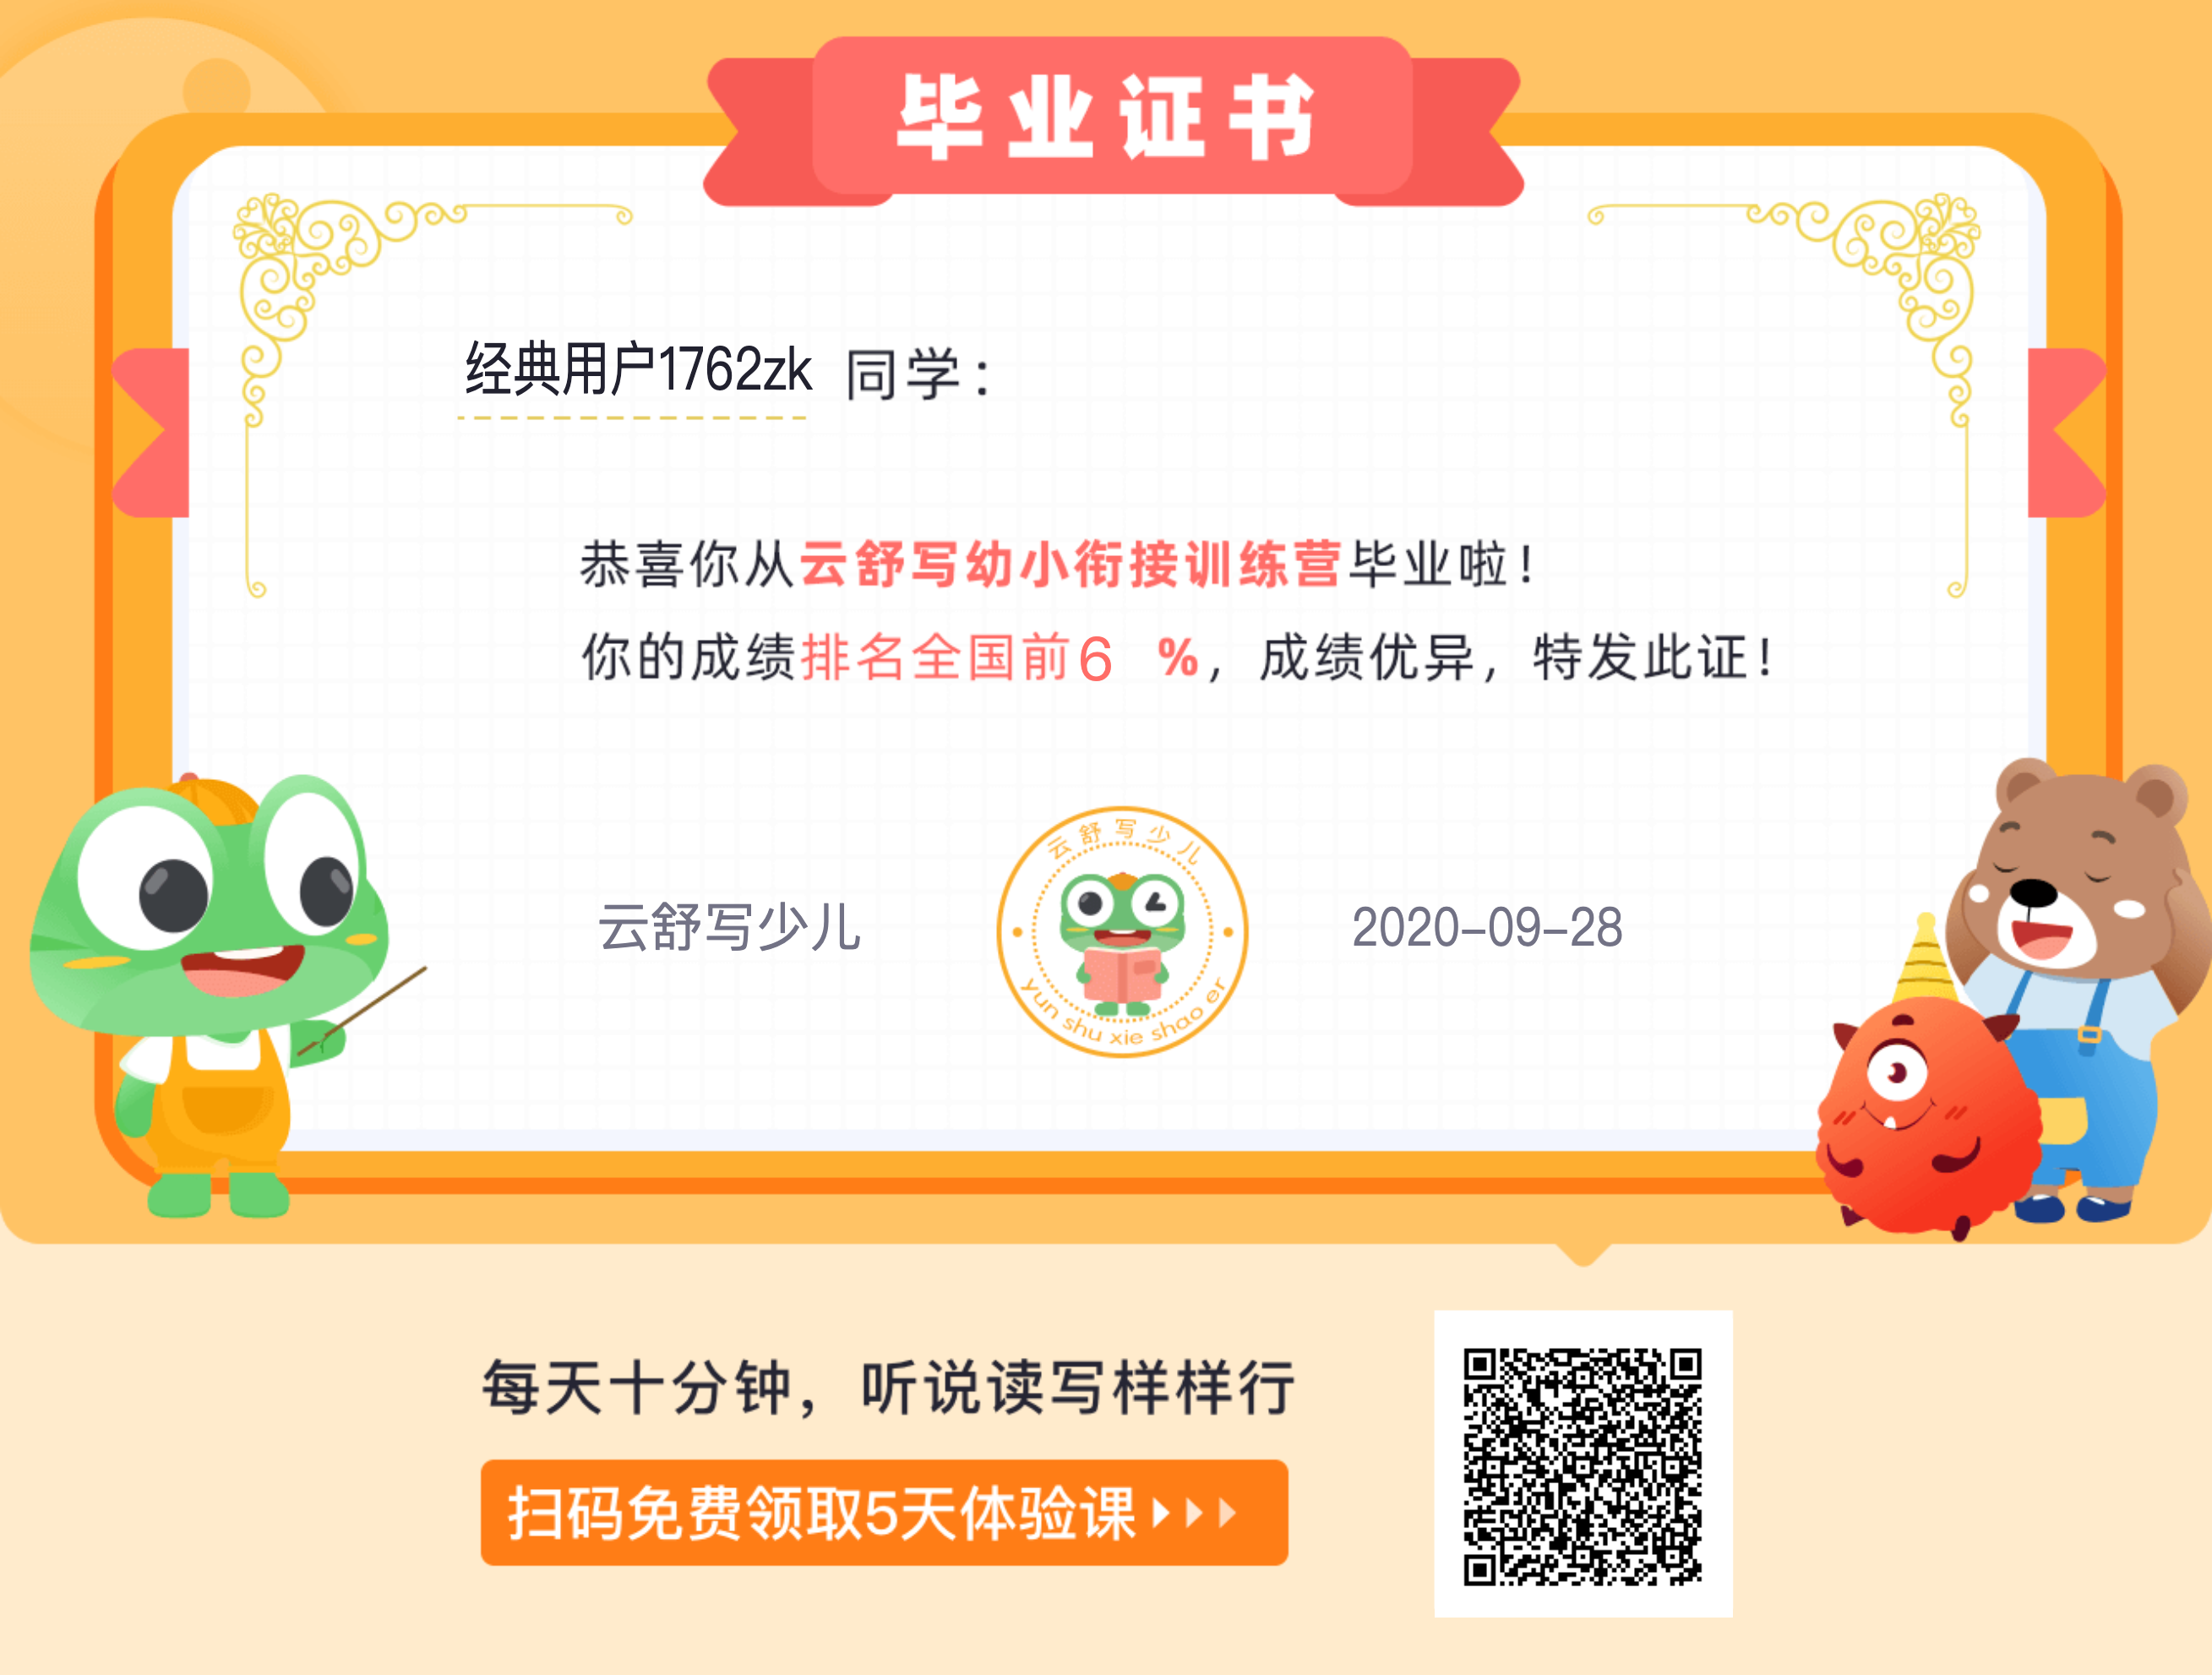 毕业证书
经典用户1762zk 同学：
恭喜你从云舒写幼小衔接训练营毕业啦！
你的成绩排名全国前6 %，成绩优异，特发此证！
云舒写少儿
云舒写少儿
yun shu xie shao er
2020-09-28
每天十分钟，听说读写样样行
扫码免费领取5天体验课